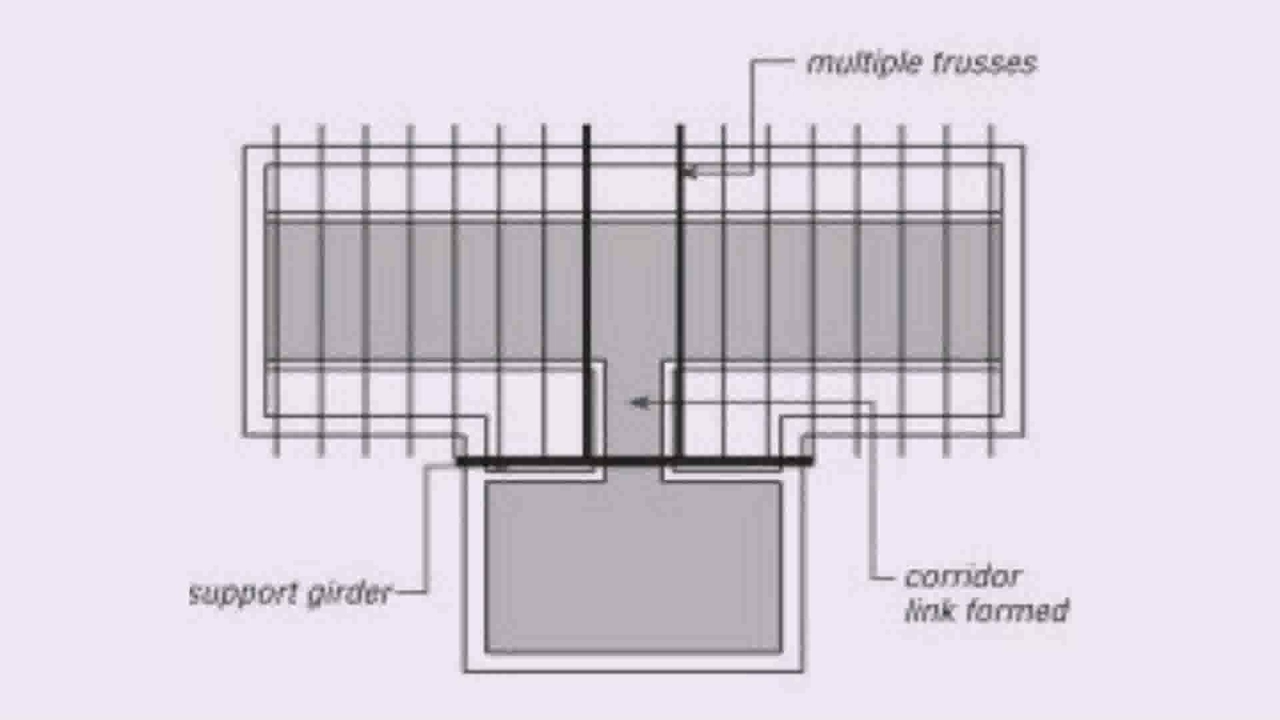 multiple trusses
support girder
corridor
link formed